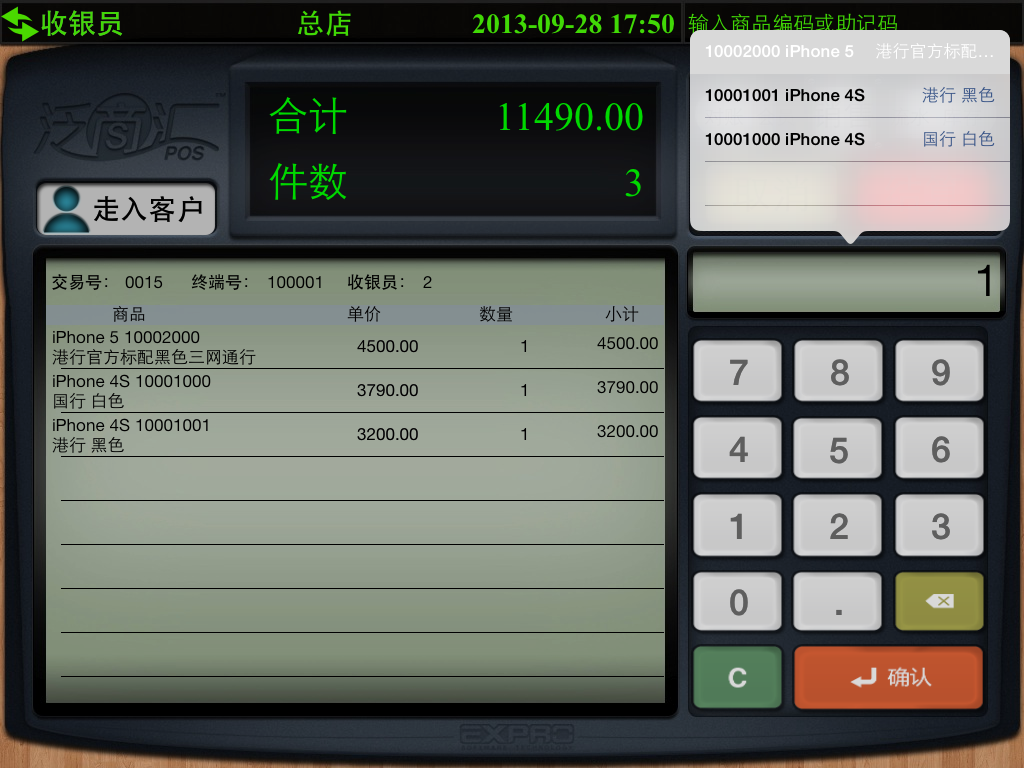 收银员 总店 2013-09-28 17:50 输入商品编码或助记码
10002000 iPhone 5 港行官方标配...
10001001 iPhone 4S 港行 黑色
10001000 iPhone 4S 国行 白色
泛商汇 POS
合计 11490.00
件数 3
走入客户
交易号： 0015 终端号： 100001 收银员： 2
商品 单价 数量 小计
iPhone 5 10002000
港行官方标配黑色三网通行
4500.00 1 4500.00
iPhone 4S 10001000
国行 白色
3790.00 1 3790.00
iPhone 4S 10001001
港行 黑色
3200.00 1 3200.00
1
7 8 9
4 5 6
1 2 3
0 .
C 确认
EXPRO